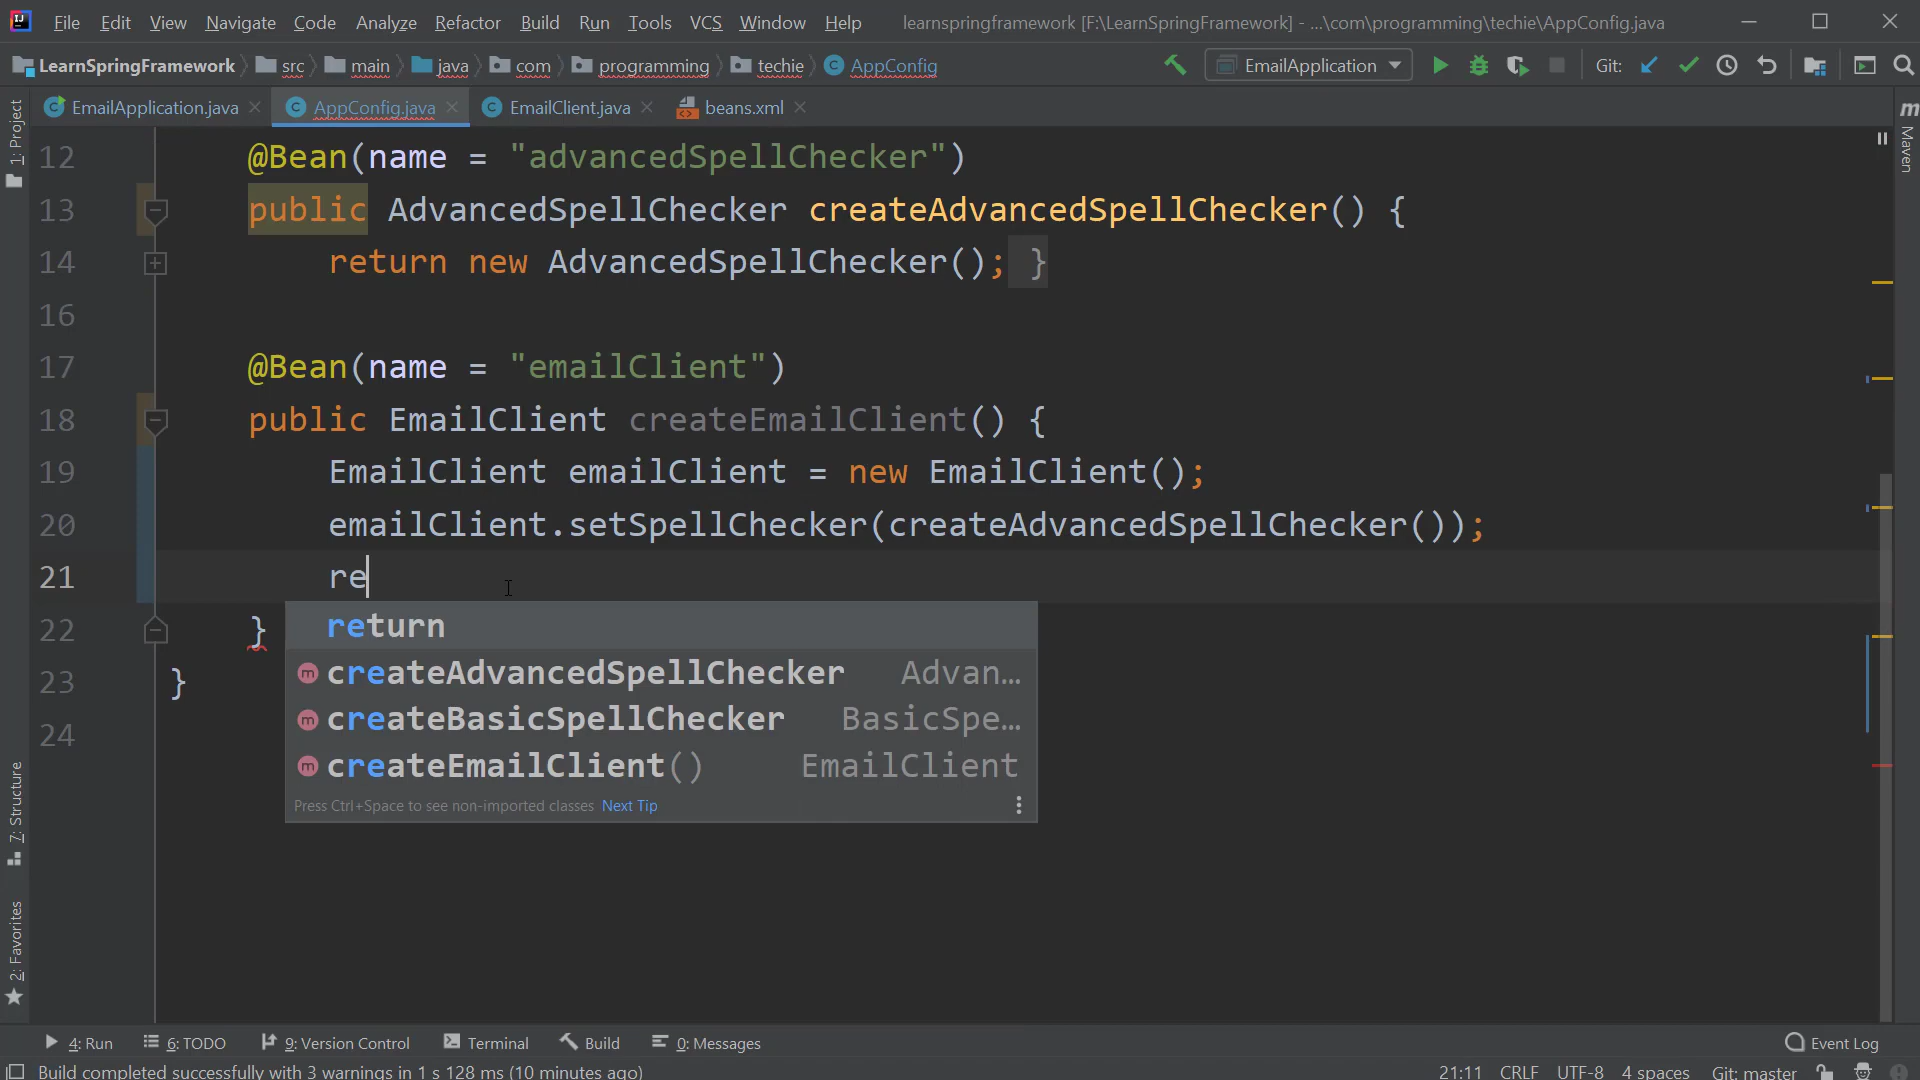 File Edit View Navigate Code Analyze Refactor Build Run Tools VCS Window Help learnspringframework [F:\LearnSpringFramework] - ...\com\programming\techie\AppConfig.java
LearnSpringFramework src main java com programming techie AppConfig EmailApplication Git:
EmailApplication.java AppConfig.java EmailClient.java beans.xml
1: Project
Maven
12 @Bean(name = "advancedSpellChecker")
13 public AdvancedSpellChecker createAdvancedSpellChecker() {
14 return new AdvancedSpellChecker(); }
16
17 @Bean(name = "emailClient")
18 public EmailClient createEmailClient() {
19 EmailClient emailClient = new EmailClient();
20 emailClient.setSpellChecker(createAdvancedSpellChecker());
21 re
22 }
23 }
24
return
createAdvancedSpellChecker Advan...
createBasicSpellChecker BasicSpe...
createEmailClient() EmailClient
Press Ctrl+Space to see non-imported classes Next Tip
7: Structure
2: Favorites
4: Run 6: TODO 9: Version Control Terminal Build 0: Messages Event Log
Build completed successfully with 3 warnings in 1 s 128 ms (10 minutes ago) 21:11 CRLF UTF-8 4 spaces Git: master